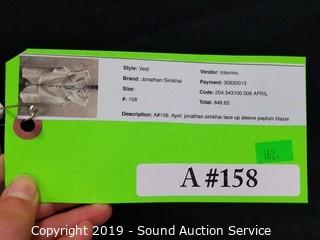 Style: Vest
Vendor: Intermix
Brand: Jonathan Simkhai
Payment: 30830013
Size:
Code: 204.343100.006 APRIL
#: 158
Total: 846.63
Description: A#158: April: jonathan simkhai lace up sleeve peplum blazer
162-
A #158
Copyright © 2019 - Sound Auction Service